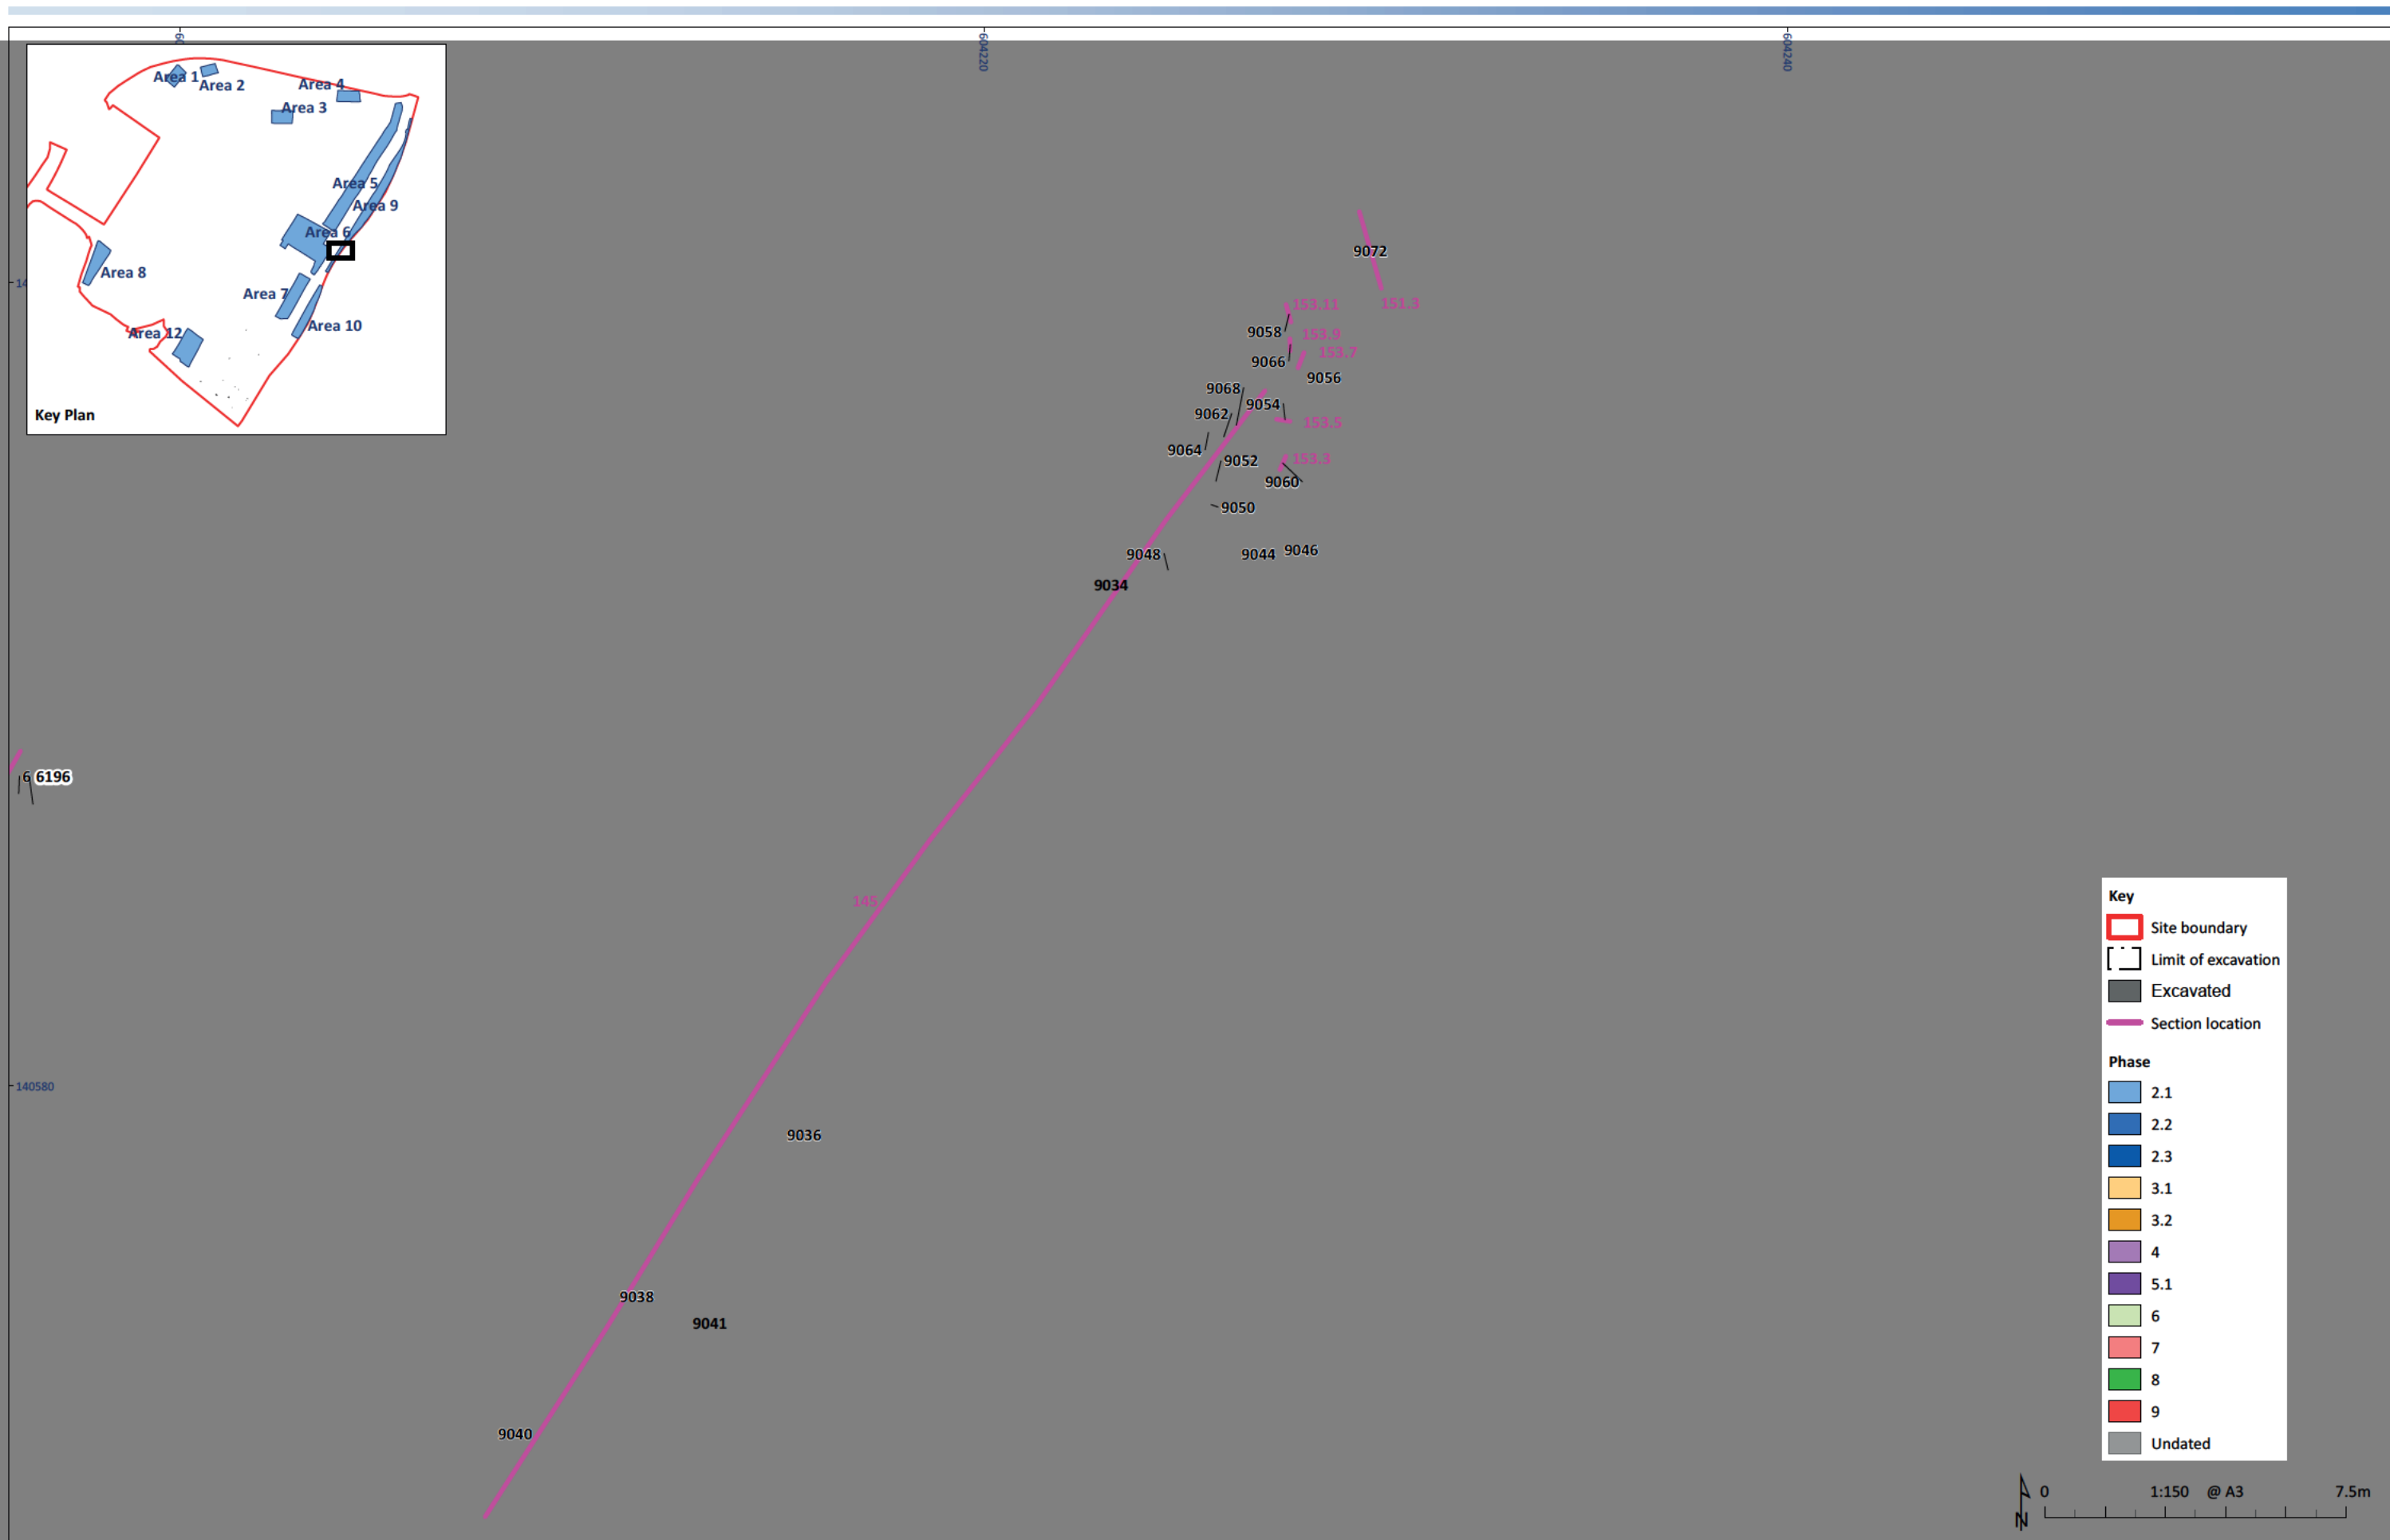 604220
604240
Area 1
Area 2
Area 4
Area 3
Area 5
Area 9
Area 6
Area 8
Area 7
Area 10
Area 12
Key Plan
9072
153.11
151.3
9058
153.9
153.7
9066
9056
9068
9054
9062
153.5
9064
9052
153.3
9060
9050
9048
9044
9046
9034
6196
145
140580
9036
9038
9041
9040
Key
Site boundary
Limit of excavation
Excavated
Section location
Phase
2.1
2.2
2.3
3.1
3.2
4
5.1
6
7
8
9
Undated
N
0 1:150 @ A3 7.5m